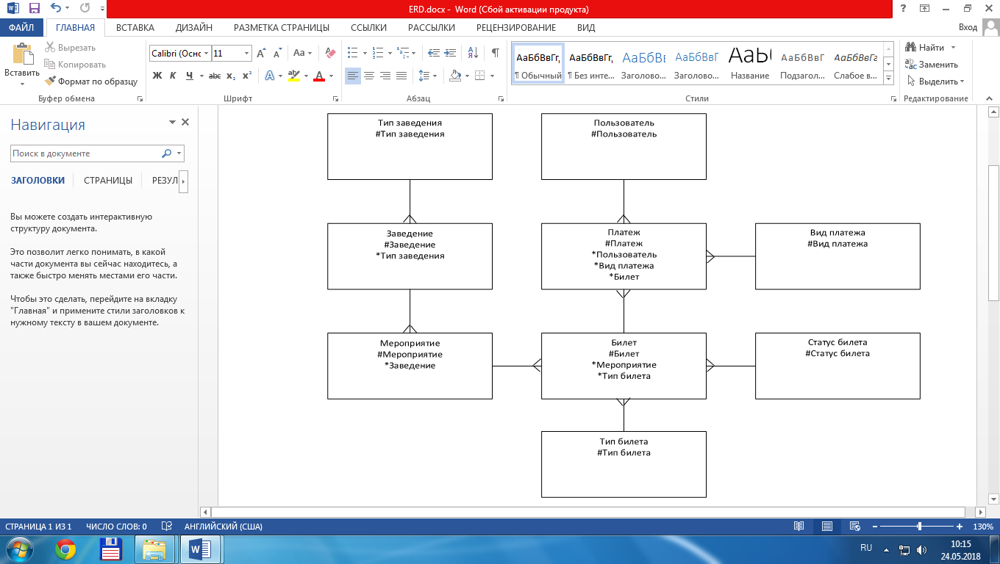 ERD.docx - Word (Сбой активации продукта)
ФАЙЛ ГЛАВНАЯ ВСТАВКА ДИЗАЙН РАЗМЕТКА СТРАНИЦЫ ССЫЛКИ РАССЫЛКИ РЕЦЕНЗИРОВАНИЕ ВИД Вход
Вставить
Вырезать
Копировать
Формат по образцу
Буфер обмена
Calibri (Оснс 11
Ж К Ч abc x₂ x²
Шрифт
Абзац
АаБбВвГг, АаБбВвГг, АаБбВв АаБбВвГ АаБ АаБбВвГ АаБбВвГг
¶ Обычный ¶ Без инте... Заголово... Заголово... Название Подзагол... Слабое в...
Стили
Найти
Заменить
Выделить
Редактирование
Навигация
Поиск в документе
ЗАГОЛОВКИ СТРАНИЦЫ РЕЗУЛ
Вы можете создать интерактивную
структуру документа.
Это позволит легко понимать, в какой
части документа вы сейчас находитесь, а
также быстро менять местами его части.
Чтобы это сделать, перейдите на вкладку
"Главная" и примените стили заголовков к
нужному тексту в вашем документе.
Тип заведения
#Тип заведения
Пользователь
#Пользователь
Заведение
#Заведение
*Тип заведения
Платеж
#Платеж
*Пользователь
*Вид платежа
*Билет
Вид платежа
#Вид платежа
Мероприятие
#Мероприятие
*Заведение
Билет
#Билет
*Мероприятие
*Тип билета
Статус билета
#Статус билета
Тип билета
#Тип билета
СТРАНИЦА 1 ИЗ 1 ЧИСЛО СЛОВ: 0 АНГЛИЙСКИЙ (США) 130%
RU 10:15
24.05.2018